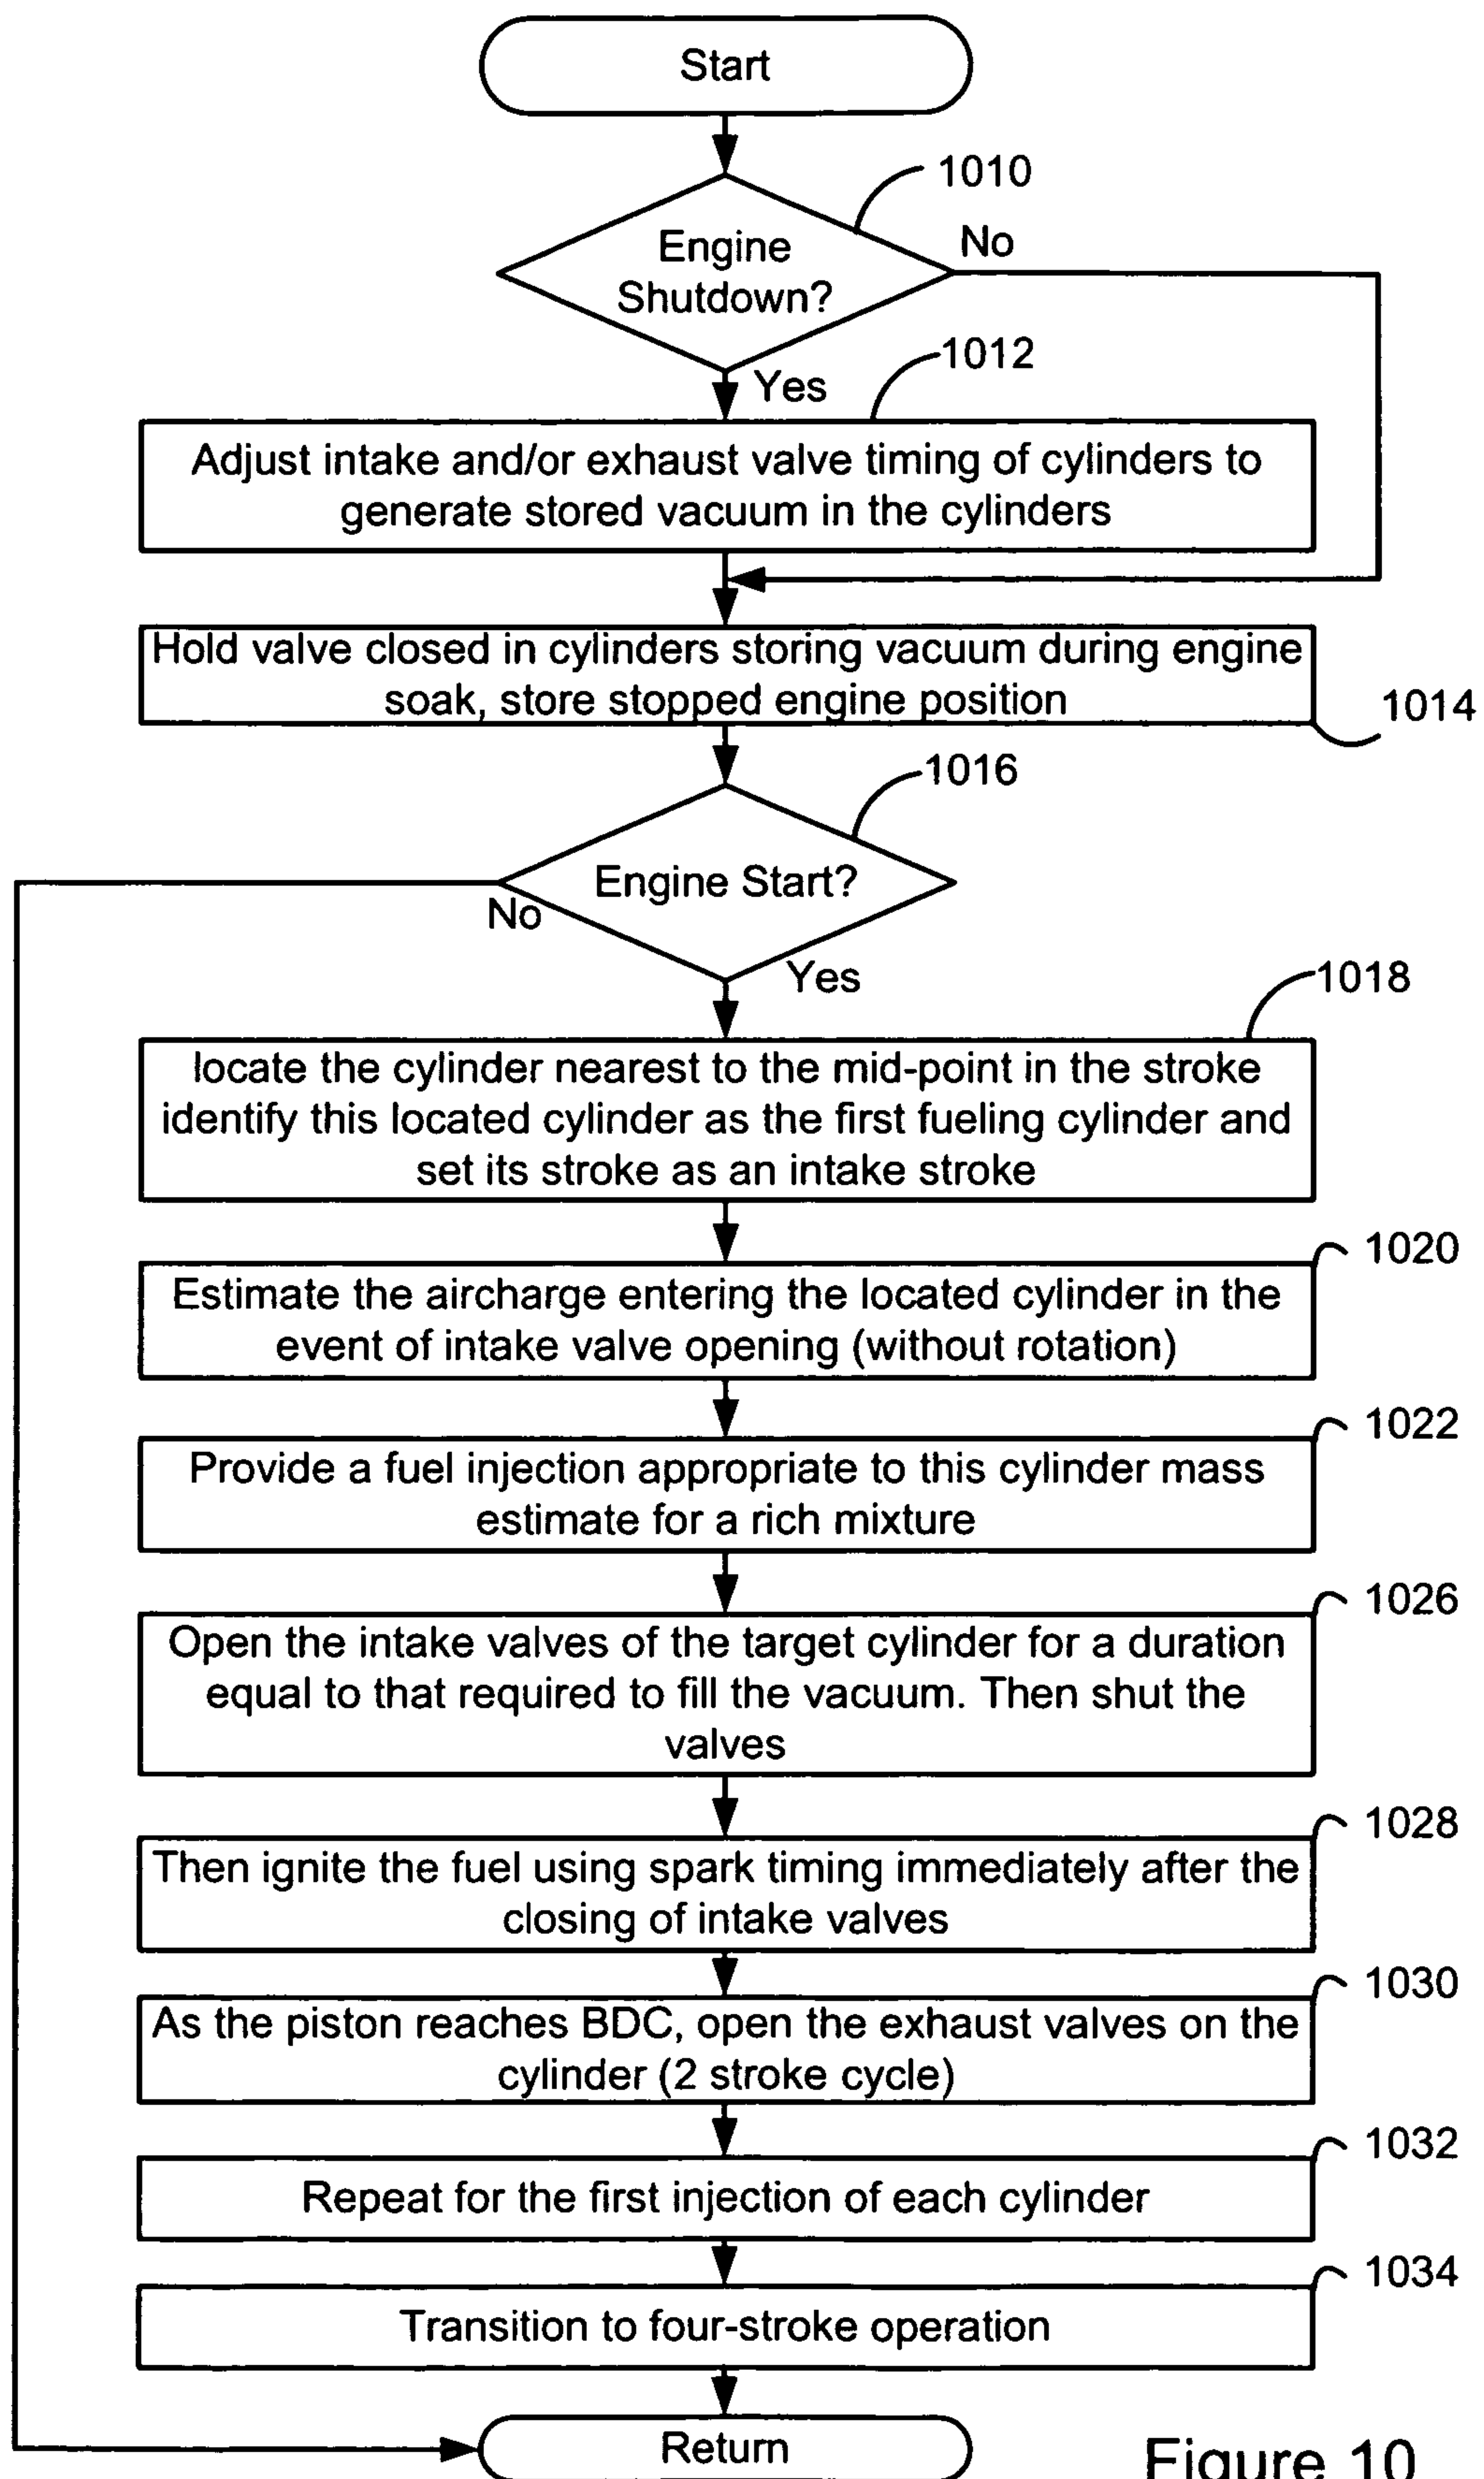 Start
1010
Engine
Shutdown?
No
Yes
1012
Adjust intake and/or exhaust valve timing of cylinders to
generate stored vacuum in the cylinders
Hold valve closed in cylinders storing vacuum during engine
soak, store stopped engine position
1014
1016
Engine Start?
No
Yes
1018
locate the cylinder nearest to the mid-point in the stroke
identify this located cylinder as the first fueling cylinder and
set its stroke as an intake stroke
1020
Estimate the aircharge entering the located cylinder in the
event of intake valve opening (without rotation)
1022
Provide a fuel injection appropriate to this cylinder mass
estimate for a rich mixture
1026
Open the intake valves of the target cylinder for a duration
equal to that required to fill the vacuum. Then shut the
valves
1028
Then ignite the fuel using spark timing immediately after the
closing of intake valves
1030
As the piston reaches BDC, open the exhaust valves on the
cylinder (2 stroke cycle)
1032
Repeat for the first injection of each cylinder
1034
Transition to four-stroke operation
Return
Figure 10